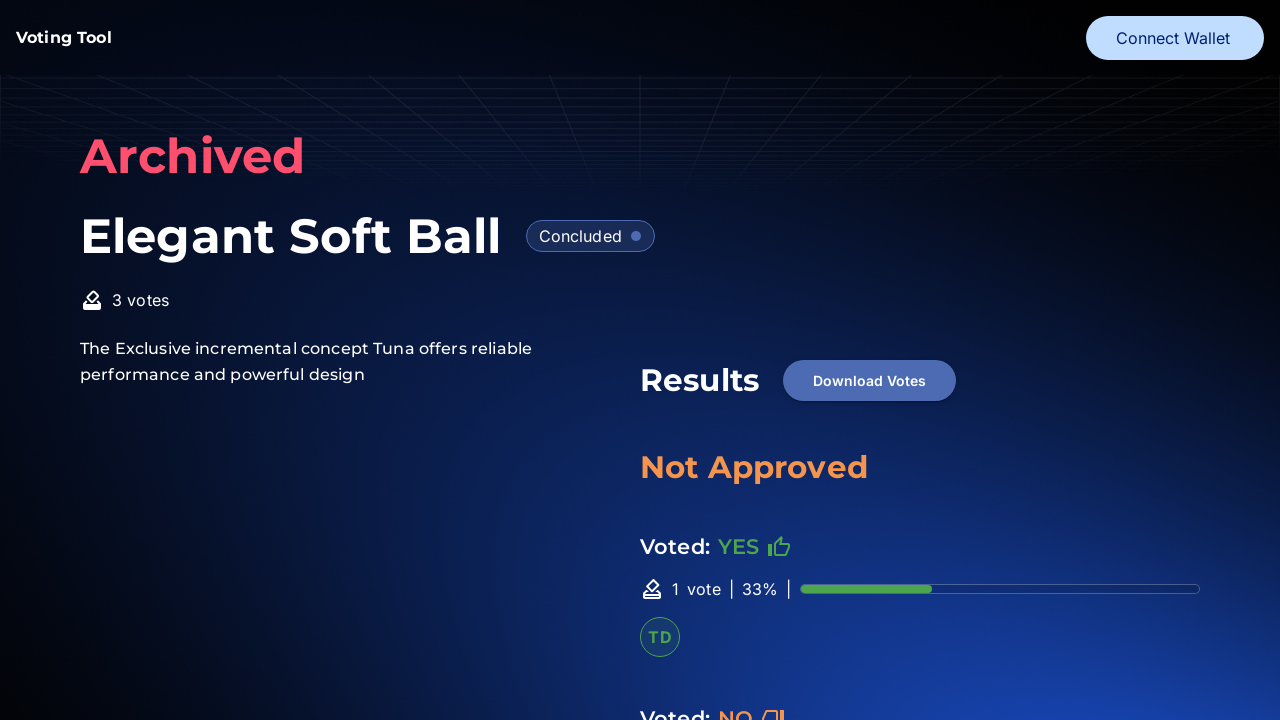 Voting Tool
Connect Wallet
Archived
Elegant Soft Ball
Concluded
3 votes
The Exclusive incremental concept Tuna offers reliable
performance and powerful design
Results
Download Votes
Not Approved
Voted: YES
1 vote | 33% |
TD
Voted: NO